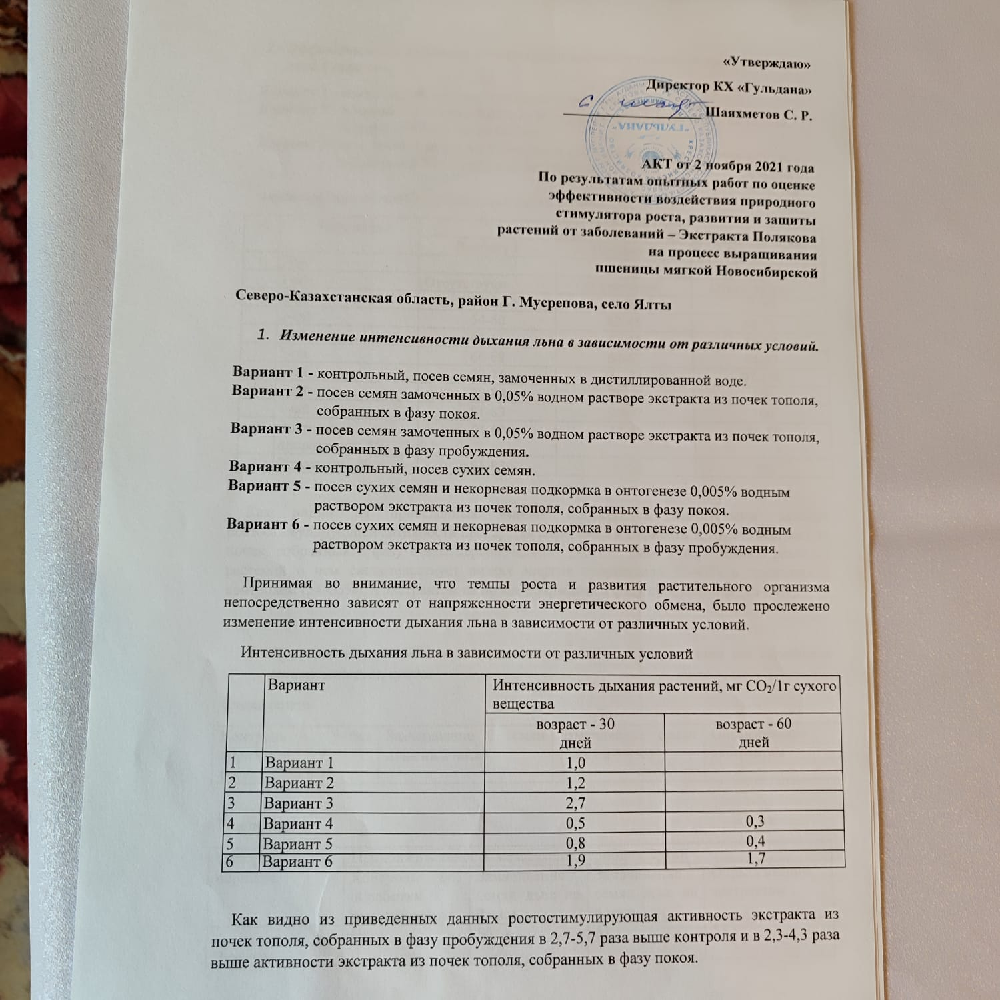 «Утверждаю»
Директор КХ «Гульдана»
Шаяхметов С. Р.
"ГУЛЬДАНА"
АКТ от 2 ноября 2021 года
По результатам опытных работ по оценке
эффективности воздействия природного
стимулятора роста, развития и защиты
растений от заболеваний – Экстракта Полякова
на процесс выращивания
пшеницы мягкой Новосибирской
Северо-Казахстанская область, район Г. Мусрепова, село Ялты
1. Изменение интенсивности дыхания льна в зависимости от различных условий.
Вариант 1 - контрольный, посев семян, замоченных в дистиллированной воде.
Вариант 2 - посев семян замоченных в 0,05% водном растворе экстракта из почек тополя,
собранных в фазу покоя.
Вариант 3 - посев семян замоченных в 0,05% водном растворе экстракта из почек тополя,
собранных в фазу пробуждения.
Вариант 4 - контрольный, посев сухих семян.
Вариант 5 - посев сухих семян и некорневая подкормка в онтогенезе 0,005% водным
раствором экстракта из почек тополя, собранных в фазу покоя.
Вариант 6 - посев сухих семян и некорневая подкормка в онтогенезе 0,005% водным
раствором экстракта из почек тополя, собранных в фазу пробуждения.
Принимая во внимание, что темпы роста и развития растительного организма
непосредственно зависят от напряженности энергетического обмена, было прослежено
изменение интенсивности дыхания льна в зависимости от различных условий.
Интенсивность дыхания льна в зависимости от различных условий
Вариант Интенсивность дыхания растений, мг CO₂/1г сухого
вещества
возраст - 30 возраст - 60
дней дней
1 Вариант 1 1,0
2 Вариант 2 1,2
3 Вариант 3 2,7
4 Вариант 4 0,5 0,3
5 Вариант 5 0,8 0,4
6 Вариант 6 1,9 1,7
Как видно из приведенных данных ростостимулирующая активность экстракта из
почек тополя, собранных в фазу пробуждения в 2,7-5,7 раза выше контроля и в 2,3-4,3 раза
выше активности экстракта из почек тополя, собранных в фазу покоя.